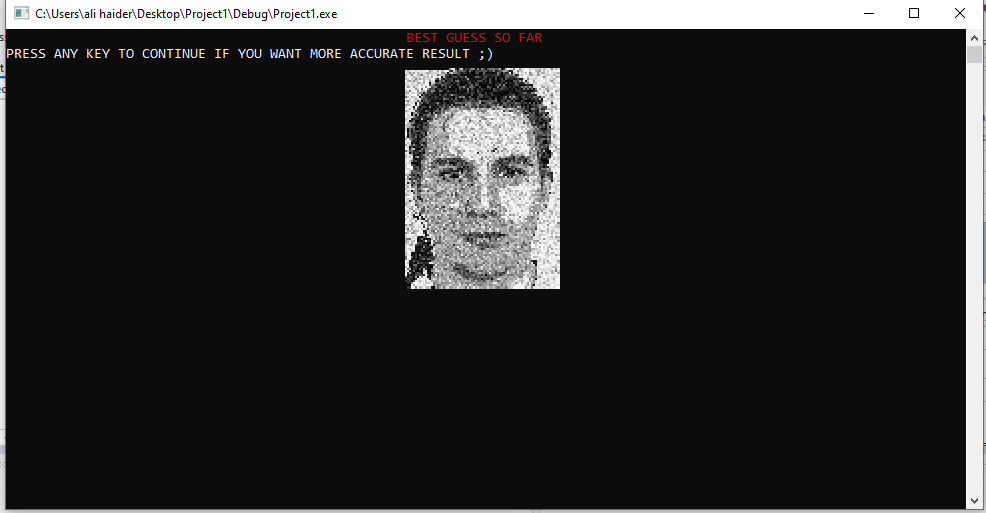 C:\Users\ali haider\Desktop\Project1\Debug\Project1.exe
BEST GUESS SO FAR
PRESS ANY KEY TO CONTINUE IF YOU WANT MORE ACCURATE RESULT ;)